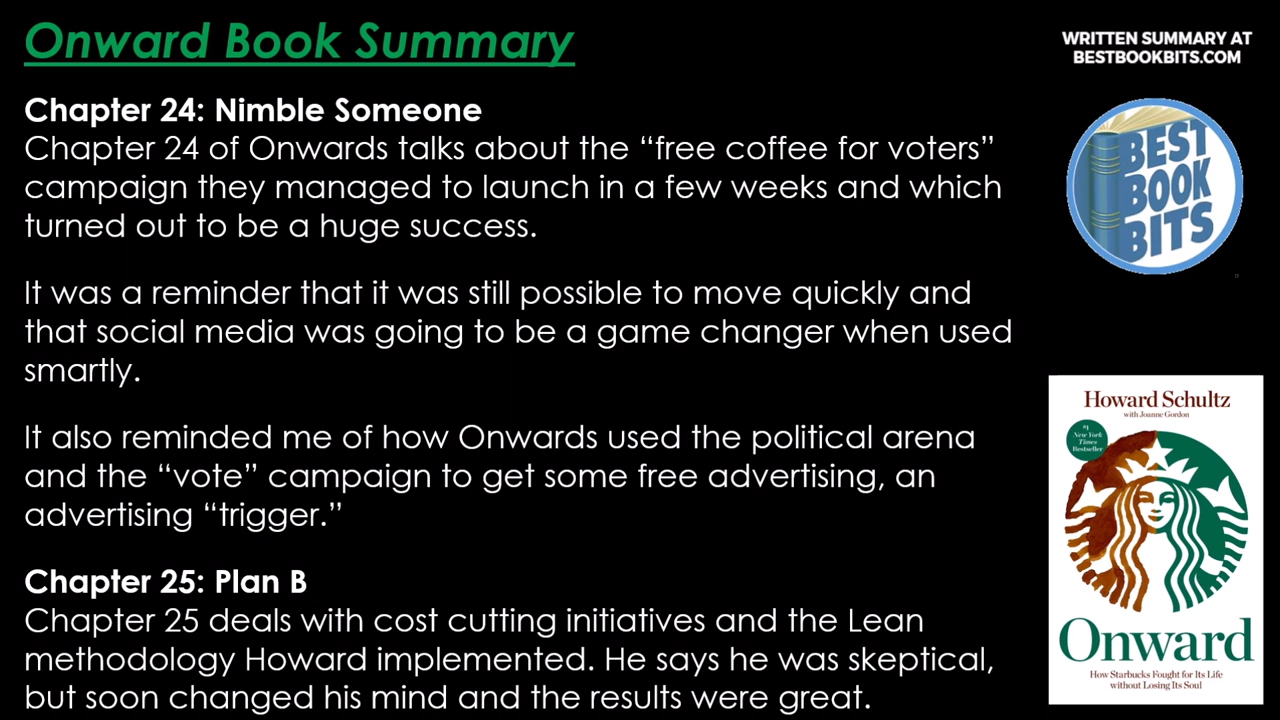 Onward Book Summary
WRITTEN SUMMARY AT
BESTBOOKBITS.COM
Chapter 24: Nimble Someone
Chapter 24 of Onwards talks about the “free coffee for voters”
campaign they managed to launch in a few weeks and which
turned out to be a huge success.
It was a reminder that it was still possible to move quickly and
that social media was going to be a game changer when used
smartly.
It also reminded me of how Onwards used the political arena
and the “vote” campaign to get some free advertising, an
advertising “trigger.”
Chapter 25: Plan B
Chapter 25 deals with cost cutting initiatives and the Lean
methodology Howard implemented. He says he was skeptical,
but soon changed his mind and the results were great.
BEST
BOOK
BITS
Howard Schultz
with Joanne Gordon
#1
New York
Times
Bestseller
Onward
How Starbucks Fought for Its Life
without Losing Its Soul